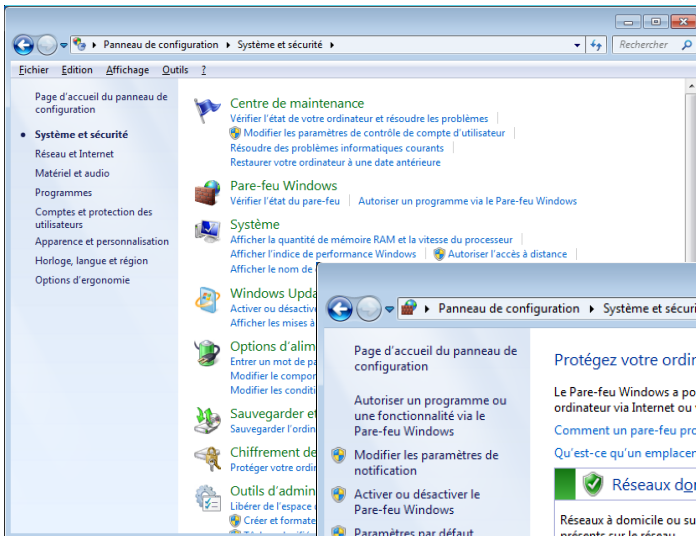 Panneau de configuration ▸ Système et sécurité ▸
Rechercher
Fichier Edition Affichage Outils ?
Page d'accueil du panneau de
configuration
Système et sécurité
Réseau et Internet
Matériel et audio
Programmes
Comptes et protection des
utilisateurs
Apparence et personnalisation
Horloge, langue et région
Options d'ergonomie
Centre de maintenance
Vérifier l'état de votre ordinateur et résoudre les problèmes
Modifier les paramètres de contrôle de compte d'utilisateur
Résoudre des problèmes informatiques courants
Restaurer votre ordinateur à une date antérieure
Pare-feu Windows
Vérifier l'état du pare-feu Autoriser un programme via le Pare-feu Windows
Système
Afficher la quantité de mémoire RAM et la vitesse du processeur
Afficher l'indice de performance Windows Autoriser l'accès à distance
Afficher le nom de
Windows Upda
Activer ou désactive
Afficher les mises à
Options d'alim
Entrer un mot de pa
Modifier le compor
Modifier les conditi
Sauvegarder et
Sauvegarder l'ordin
Chiffrement de
Protéger votre ordin
Outils d'admin
Libérer de l'espace
Créer et formate
Panneau de configuration ▸ Système et sécuri
Page d'accueil du panneau de
configuration
Autoriser un programme ou
une fonctionnalité via le
Pare-feu Windows
Modifier les paramètres de
notification
Activer ou désactiver le
Pare-feu Windows
Paramètres par défaut
Protégez votre ordin
Le Pare-feu Windows a po
ordinateur via Internet ou
Comment un pare-feu pro
Qu'est-ce qu'un emplacem
Réseaux do
Réseaux à domicile ou su
présents sur le réseau